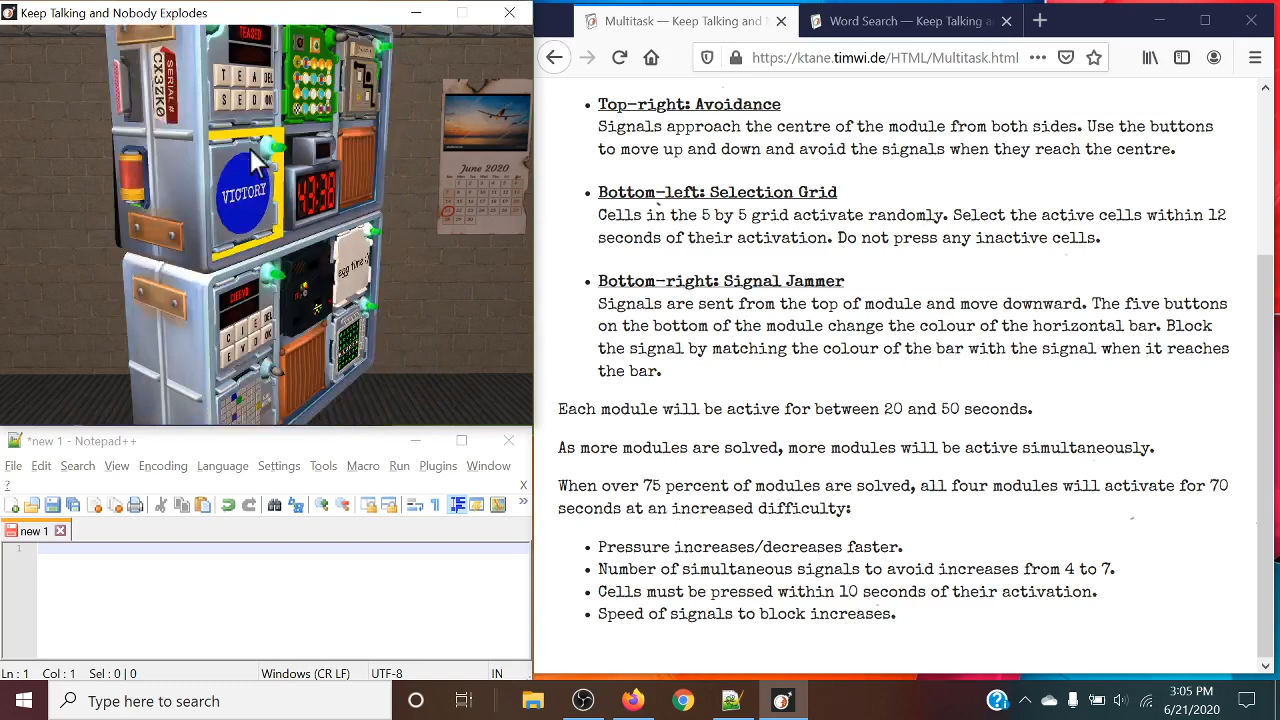 Keep Talking and Nobody Explodes
TEASED
T E A DEL
S E D OK
SERIAL #
CX3ZK0
VICTORY
43:38
June 2020
egg time :)
C I E DEL
E V D OK
*new 1 - Notepad++
File Edit Search View Encoding Language Settings Tools Macro Run Plugins Window
? X
new 1
1
Ln : 1 Col : 1 Sel : 0 | 0 Windows (CR LF) UTF-8 IN
Multitask — Keep Talking and
Word Search — Keep Talking a
https://ktane.timwi.de/HTML/Multitask.html
Top-right: Avoidance
Signals approach the centre of the module from both sides. Use the buttons
to move up and down and avoid the signals when they reach the centre.
Bottom-left: Selection Grid
Cells in the 5 by 5 grid activate randomly. Select the active cells within 12
seconds of their activation. Do not press any inactive cells.
Bottom-right: Signal Jammer
Signals are sent from the top of module and move downward. The five buttons
on the bottom of the module change the colour of the horizontal bar. Block
the signal by matching the colour of the bar with the signal when it reaches
the bar.
Each module will be active for between 20 and 50 seconds.
As more modules are solved, more modules will be active simultaneously.
When over 75 percent of modules are solved, all four modules will activate for 70
seconds at an increased difficulty:
Pressure increases/decreases faster.
Number of simultaneous signals to avoid increases from 4 to 7.
Cells must be pressed within 10 seconds of their activation.
Speed of signals to block increases.
Type here to search
3:05 PM
6/21/2020